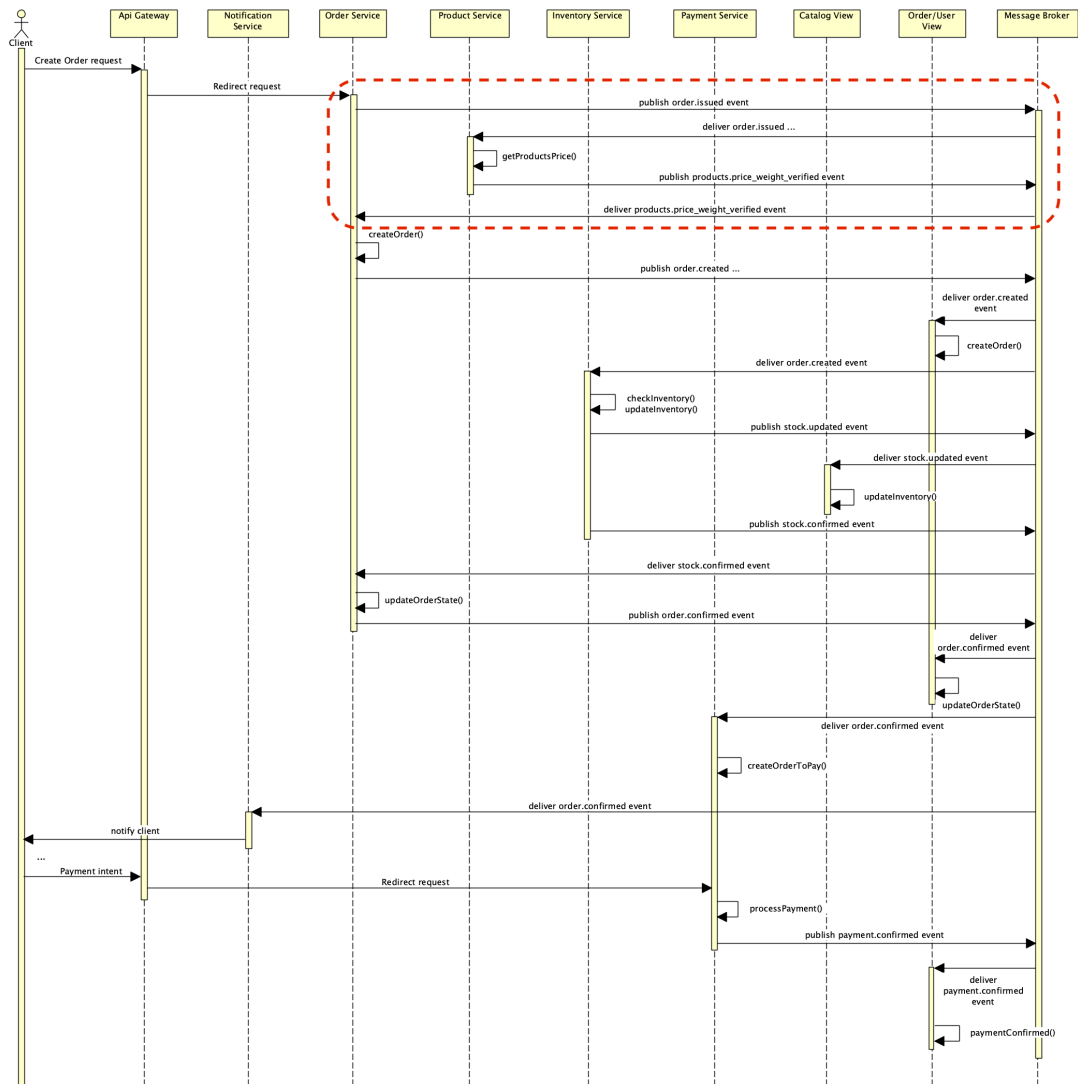 Api Gateway
Notification
Service
Order Service
Product Service
Inventory Service
Payment Service
Catalog View
Order/User
View
Message Broker
Client
Create Order request
Redirect request
publish order.issued event
deliver order.issued ...
getProductsPrice()
publish products.price_weight_verified event
deliver products.price_weight_verified event
createOrder()
publish order.created ...
deliver order.created
event
createOrder()
deliver order.created event
checkInventory()
updateInventory()
publish stock.updated event
deliver stock.updated event
updateInventory()
publish stock.confirmed event
deliver stock.confirmed event
updateOrderState()
publish order.confirmed event
deliver
order.confirmed event
updateOrderState()
deliver order.confirmed event
createOrderToPay()
deliver order.confirmed event
notify client
...
Payment intent
Redirect request
processPayment()
publish payment.confirmed event
deliver
payment.confirmed
event
paymentConfirmed()